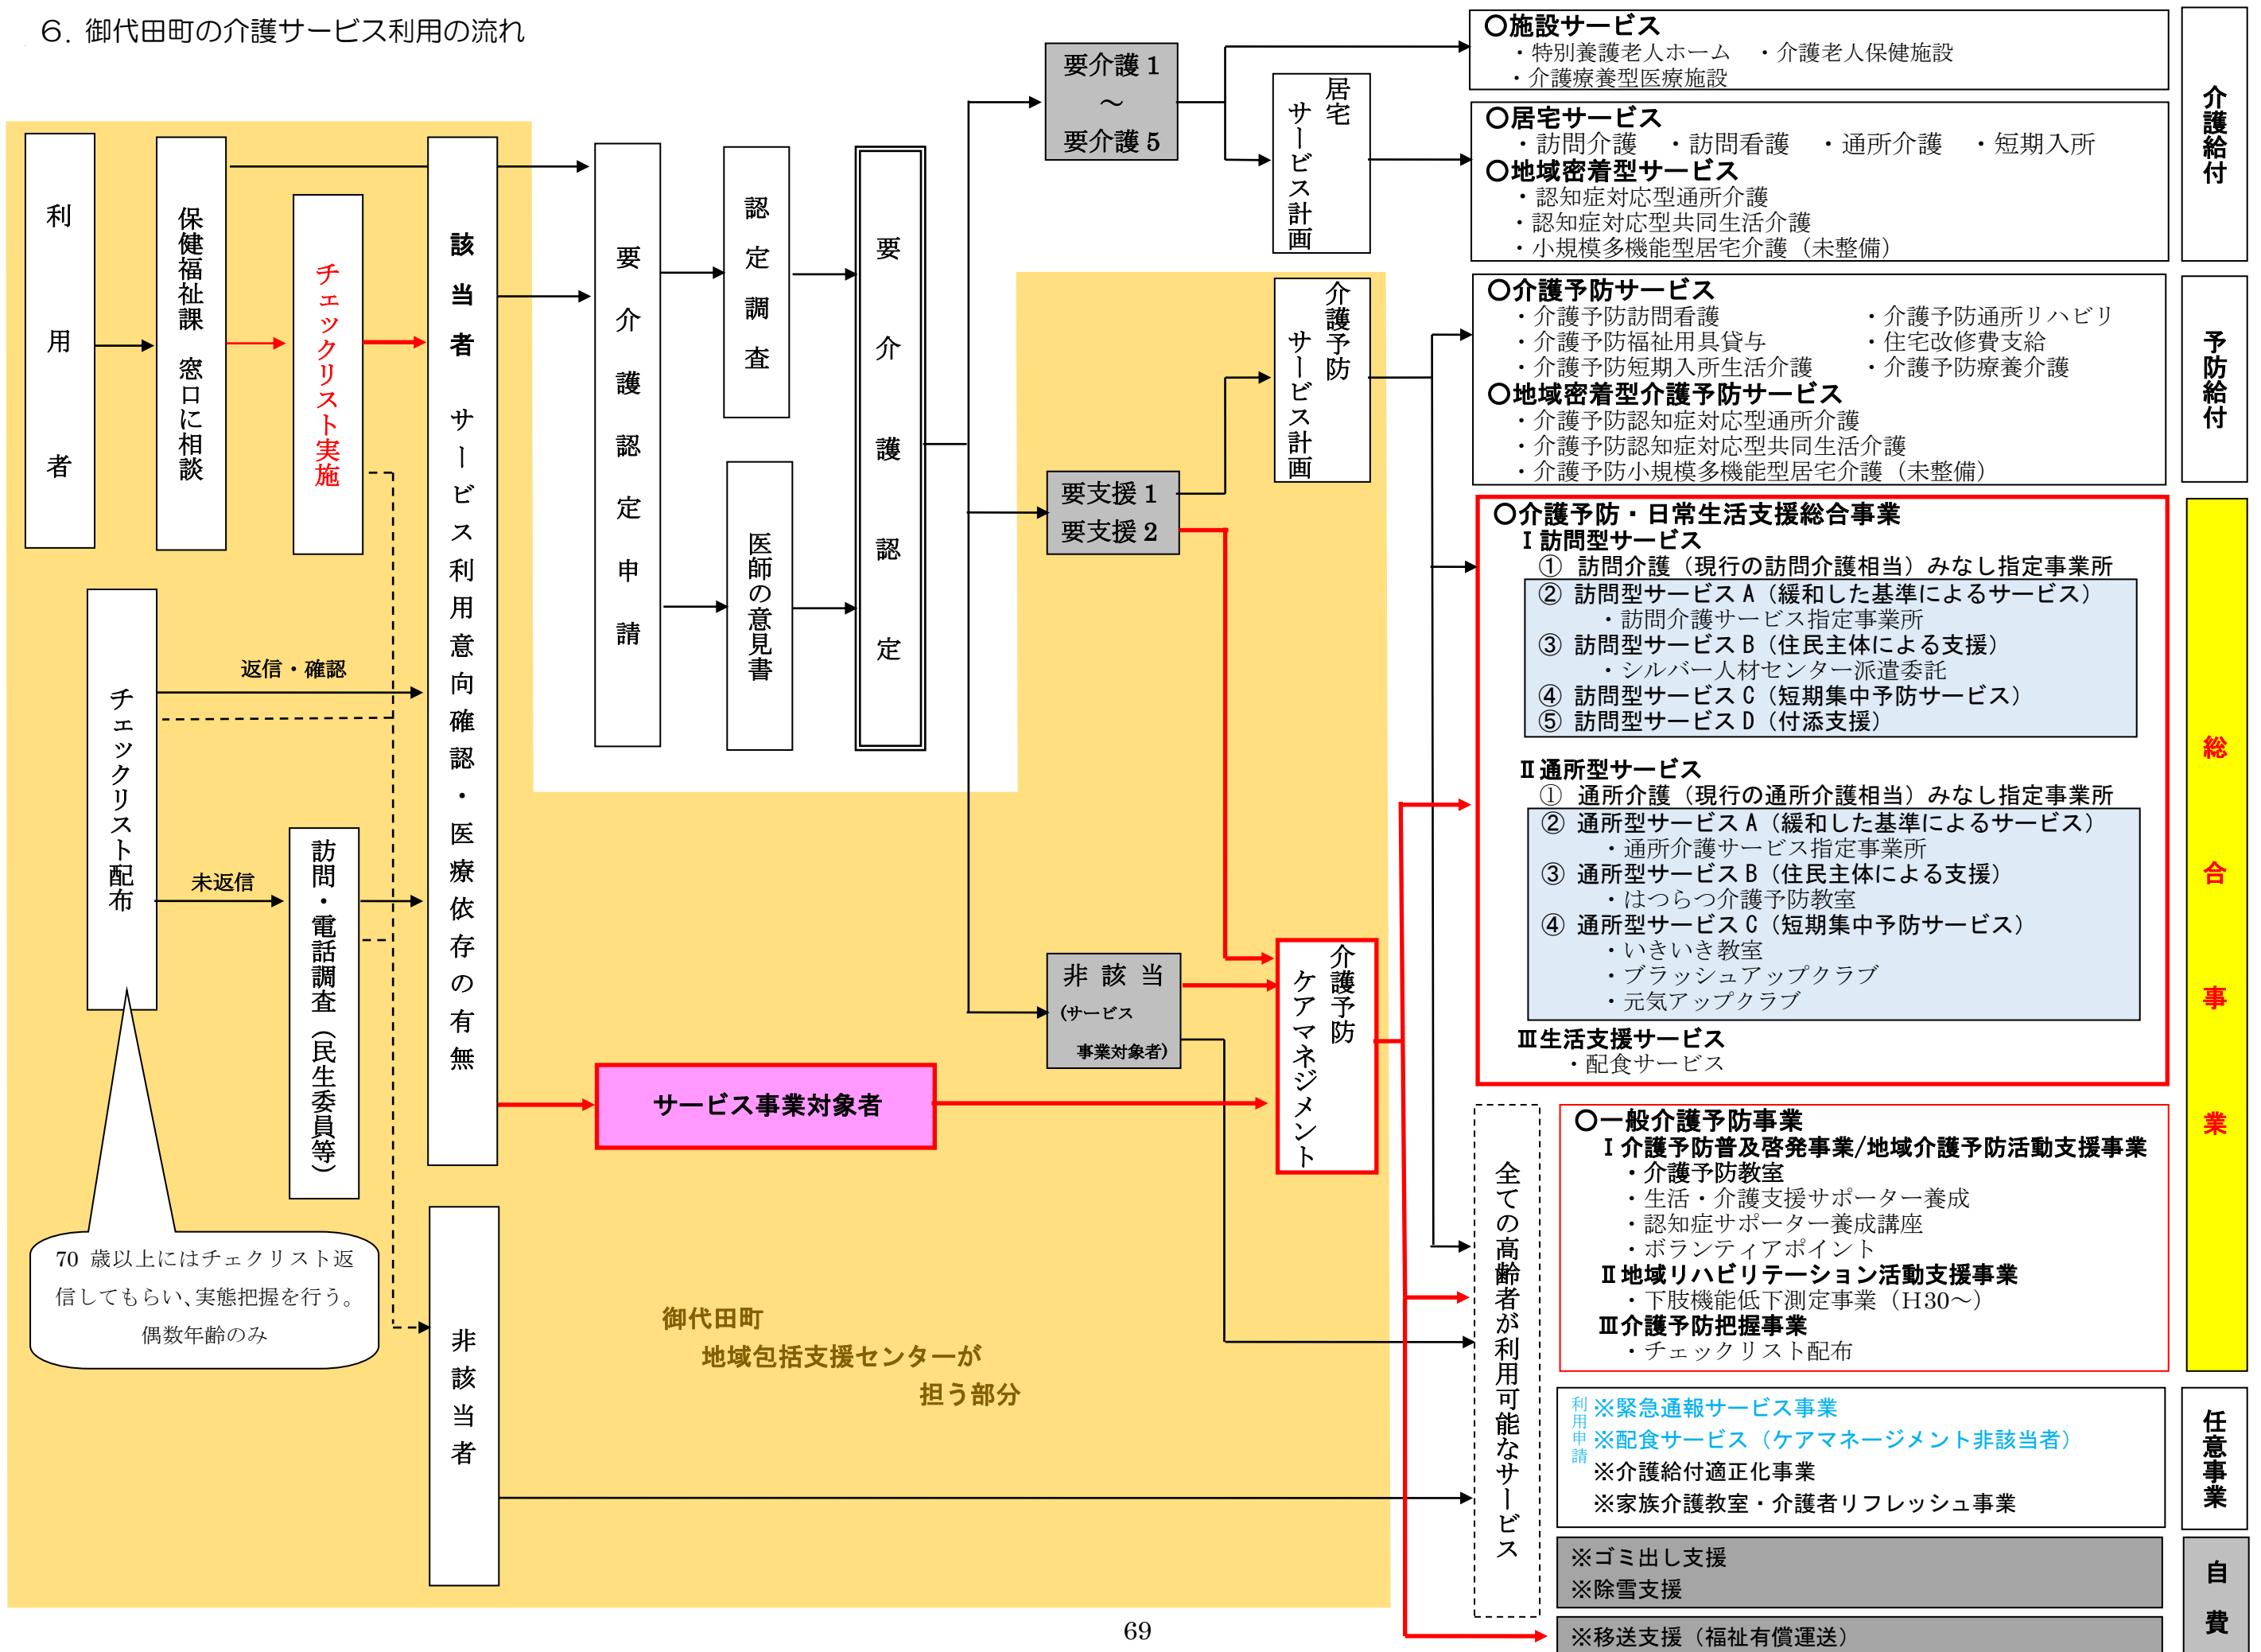 ６．御代田町の介護サービス利用の流れ
利用者
保健福祉課　窓口に相談
チェックリスト実施
該当者　サービス利用意向確認・医療依存の有無
チェックリスト配布
返信・確認
未返信
訪問・電話調査（民生委員等）
70 歳以上にはチェクリスト返
信してもらい、実態把握を行う。
偶数年齢のみ
非該当者
要介護認定申請
認定調査
医師の意見書
要介護認定
サービス事業対象者
御代田町
地域包括支援センターが
担う部分
要介護 1
～
要介護 5
要支援 1
要支援 2
非 該 当
(サービス
事業対象者)
居宅
サービス計画
介護予防
サービス計画
介護予防
ケアマネジメント
全ての高齢者が利用可能なサービス
〇施設サービス
・特別養護老人ホーム　・介護老人保健施設
・介護療養型医療施設
〇居宅サービス
・訪問介護　・訪問看護　・通所介護　・短期入所
〇地域密着型サービス
・認知症対応型通所介護
・認知症対応型共同生活介護
・小規模多機能型居宅介護（未整備）
介護給付
〇介護予防サービス
・介護予防訪問看護　・介護予防通所リハビリ
・介護予防福祉用具貸与　・住宅改修費支給
・介護予防短期入所生活介護　・介護予防療養介護
〇地域密着型介護予防サービス
・介護予防認知症対応型通所介護
・介護予防認知症対応型共同生活介護
・介護予防小規模多機能型居宅介護（未整備）
予防給付
〇介護予防・日常生活支援総合事業
Ⅰ訪問型サービス
① 訪問介護（現行の訪問介護相当）みなし指定事業所
② 訪問型サービス A（緩和した基準によるサービス）
・訪問介護サービス指定事業所
③ 訪問型サービス B（住民主体による支援）
・シルバー人材センター派遣委託
④ 訪問型サービス C（短期集中予防サービス）
⑤ 訪問型サービス D（付添支援）
Ⅱ通所型サービス
① 通所介護（現行の通所介護相当）みなし指定事業所
② 通所型サービス A（緩和した基準によるサービス）
・通所介護サービス指定事業所
③ 通所型サービス B（住民主体による支援）
・はつらつ介護予防教室
④ 通所型サービス C（短期集中予防サービス）
・いきいき教室
・ブラッシュアップクラブ
・元気アップクラブ
Ⅲ生活支援サービス
・配食サービス
〇一般介護予防事業
Ⅰ介護予防普及啓発事業/地域介護予防活動支援事業
・介護予防教室
・生活・介護支援サポーター養成
・認知症サポーター養成講座
・ボランティアポイント
Ⅱ地域リハビリテーション活動支援事業
・下肢機能低下測定事業（H30～）
Ⅲ介護予防把握事業
・チェックリスト配布
総合事業
利用申請
※緊急通報サービス事業
※配食サービス（ケアマネージメント非該当者）
※介護給付適正化事業
※家族介護教室・介護者リフレッシュ事業
任意事業
※ゴミ出し支援
※除雪支援
※移送支援（福祉有償運送）
自費
69